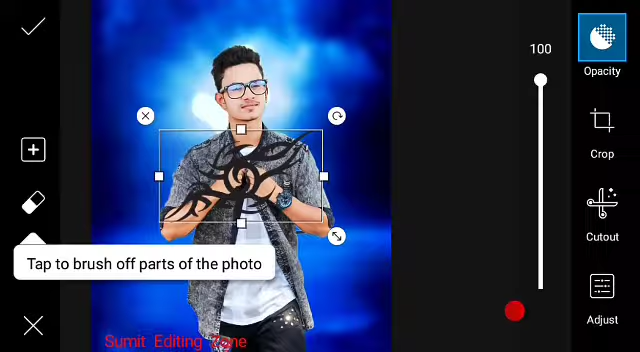 100
Opacity
Crop
Cutout
Tap to brush off parts of the photo
Adjust
Sumit Editing Zone